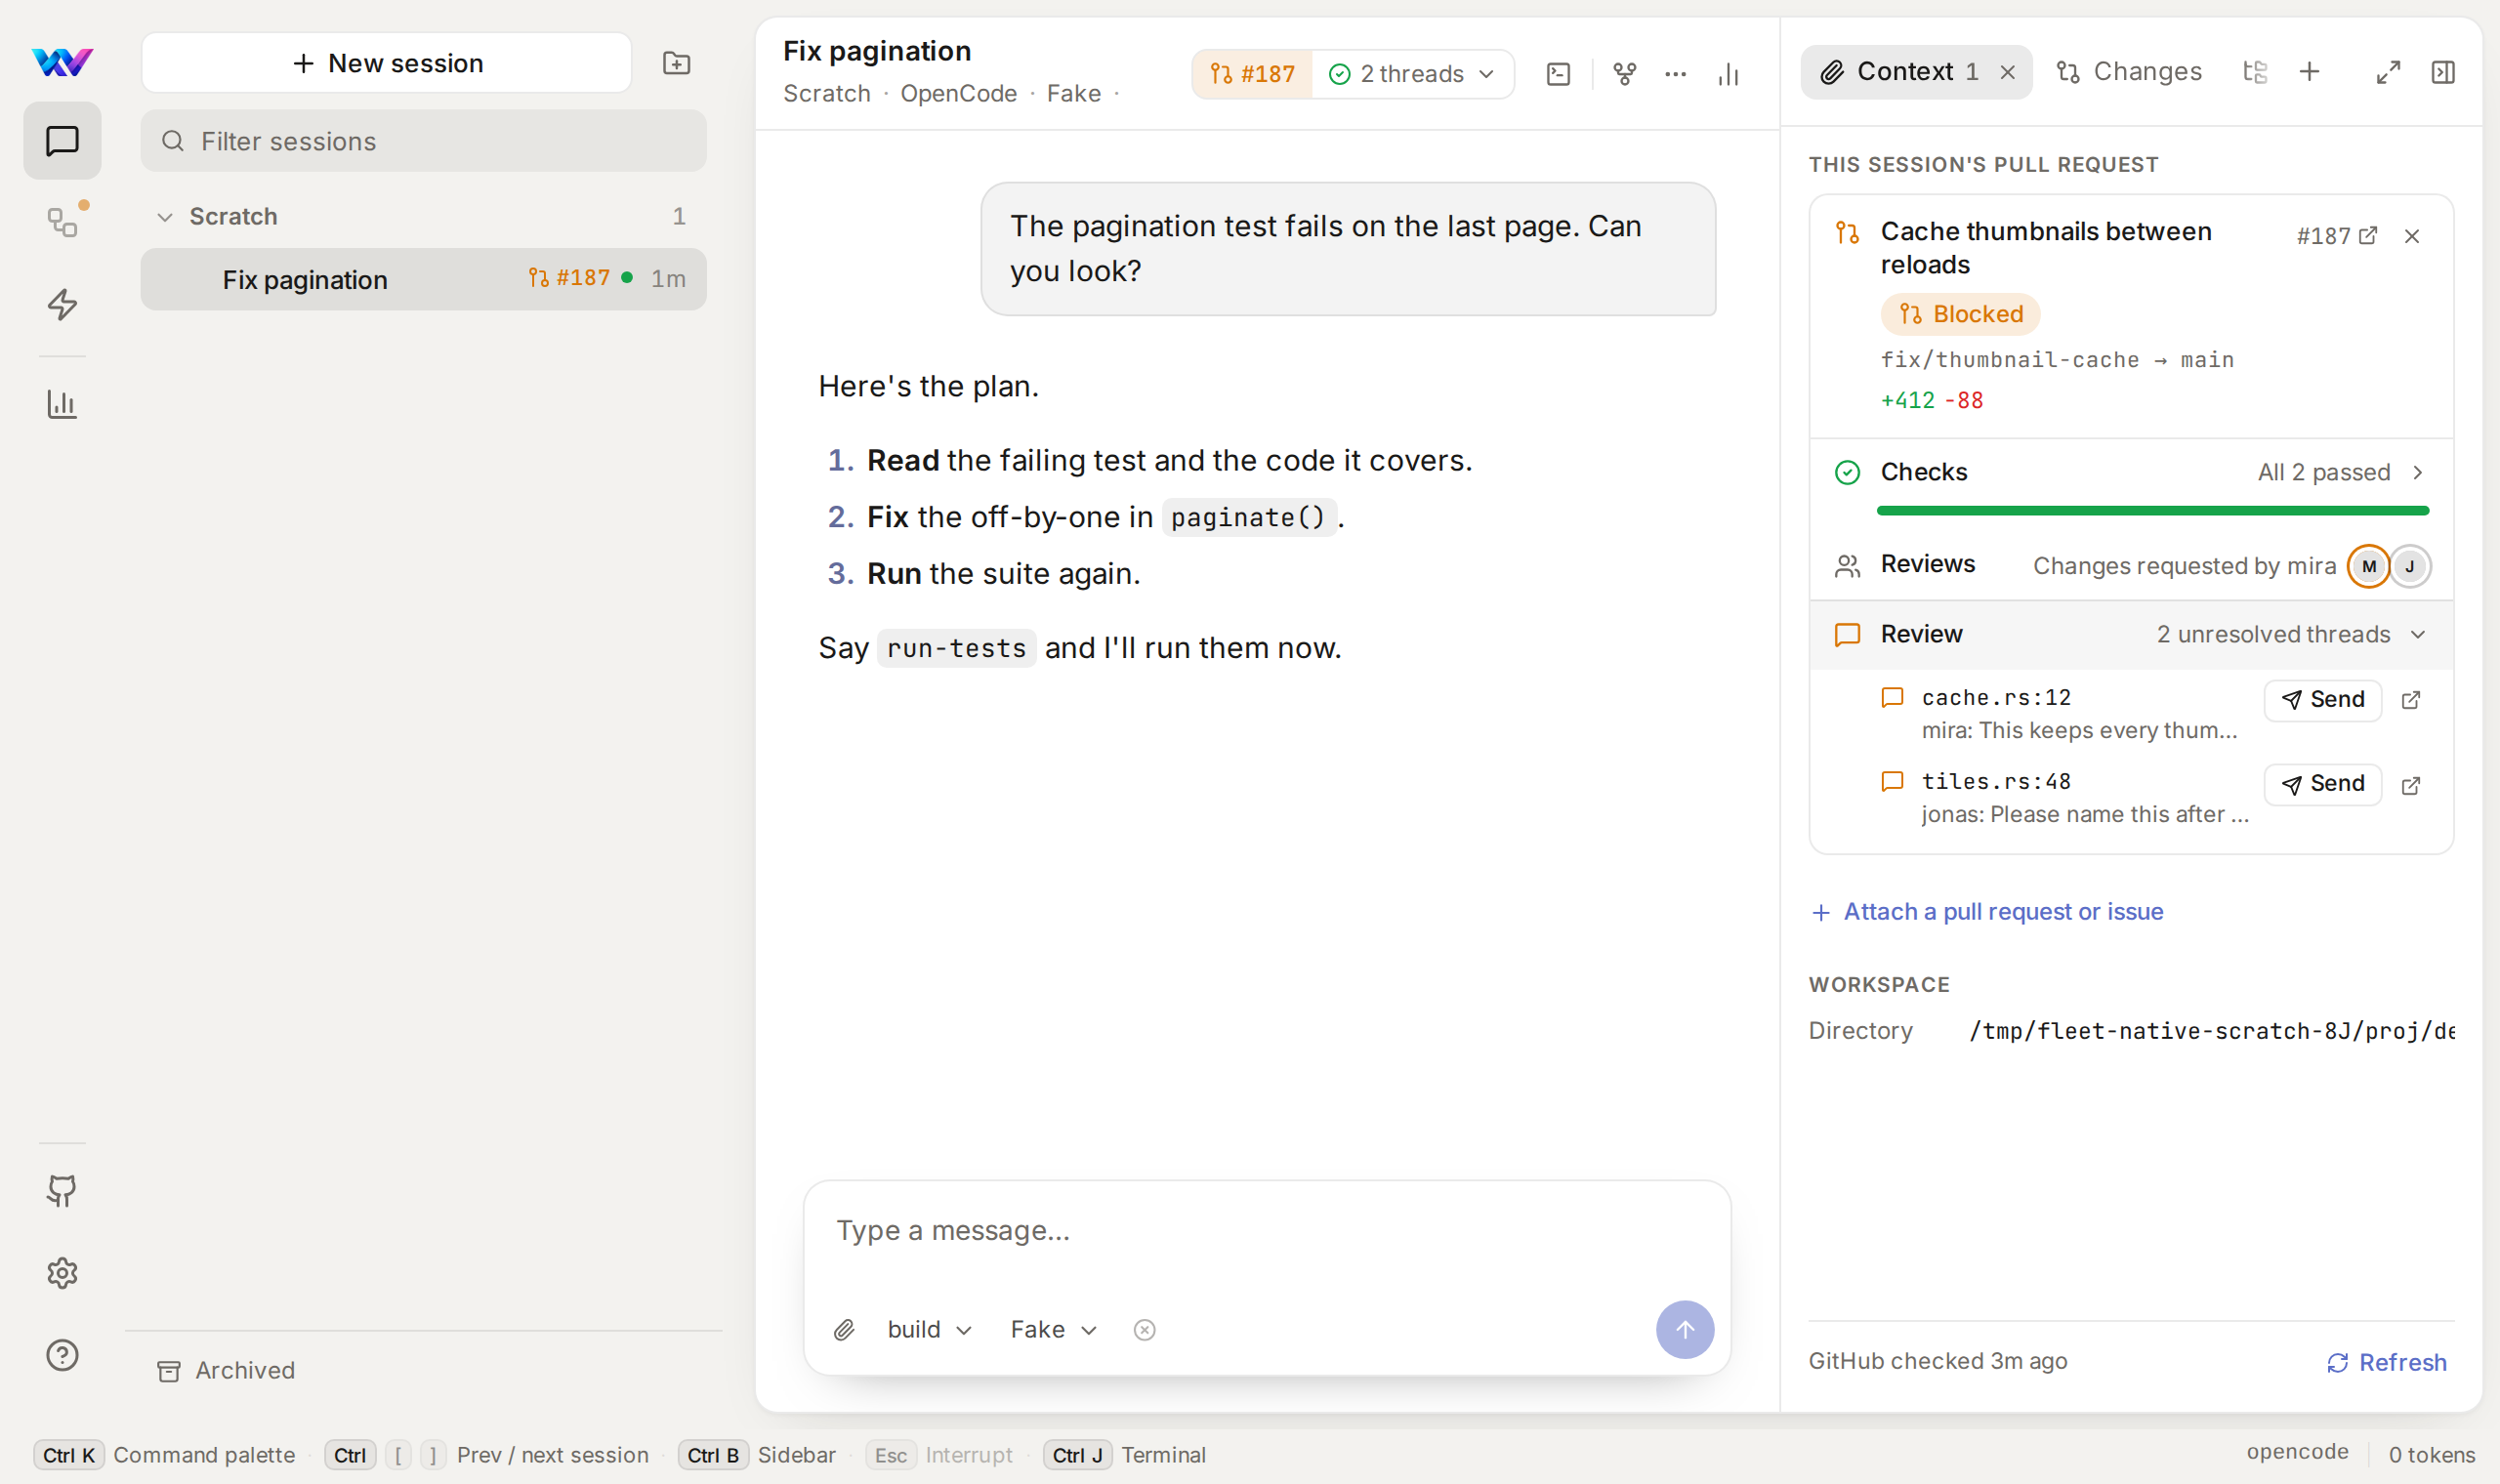 New session
Filter sessions
Scratch 1
Fix pagination #187 1m
Archived
Fix pagination
Scratch · OpenCode · Fake ·
#187 2 threads
The pagination test fails on the last page. Can
you look?
Here's the plan.
1. Read the failing test and the code it covers.
2. Fix the off-by-one in paginate().
3. Run the suite again.
Say run-tests and I'll run them now.
Type a message...
build Fake
Context 1 Changes
THIS SESSION'S PULL REQUEST
Cache thumbnails between
reloads
#187
Blocked
fix/thumbnail-cache → main
+412 -88
Checks All 2 passed
Reviews Changes requested by mira M J
Review 2 unresolved threads
cache.rs:12 Send
mira: This keeps every thum...
tiles.rs:48 Send
jonas: Please name this after ...
+ Attach a pull request or issue
WORKSPACE
Directory /tmp/fleet-native-scratch-8J/proj/de
GitHub checked 3m ago Refresh
Ctrl K Command palette · Ctrl [ ] Prev / next session · Ctrl B Sidebar · Esc Interrupt · Ctrl J Terminal
opencode 0 tokens